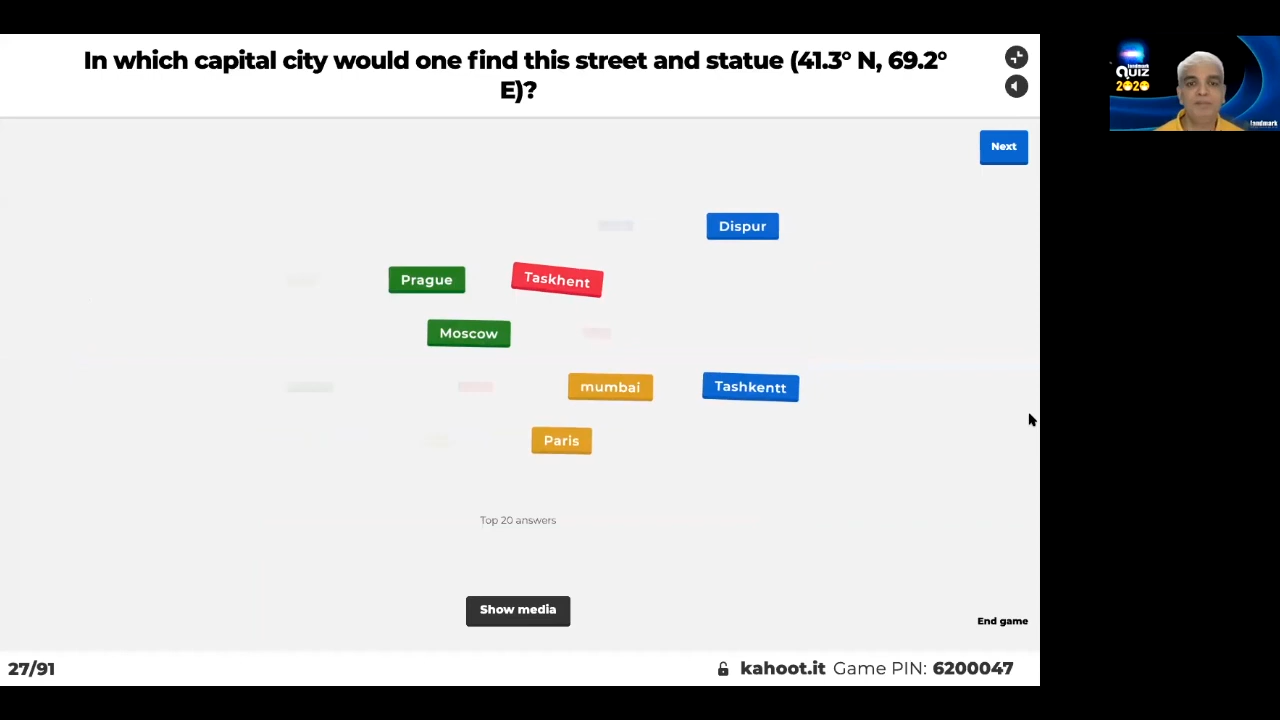 In which capital city would one find this street and statue (41.3° N, 69.2°
E)?
Next
Dispur
Prague
Taskhent
Moscow
mumbai
Tashkentt
Paris
Top 20 answers
Show media
End game
27/91
kahoot.it Game PIN: 6200047
landmark
QUIZ
2020
landmark